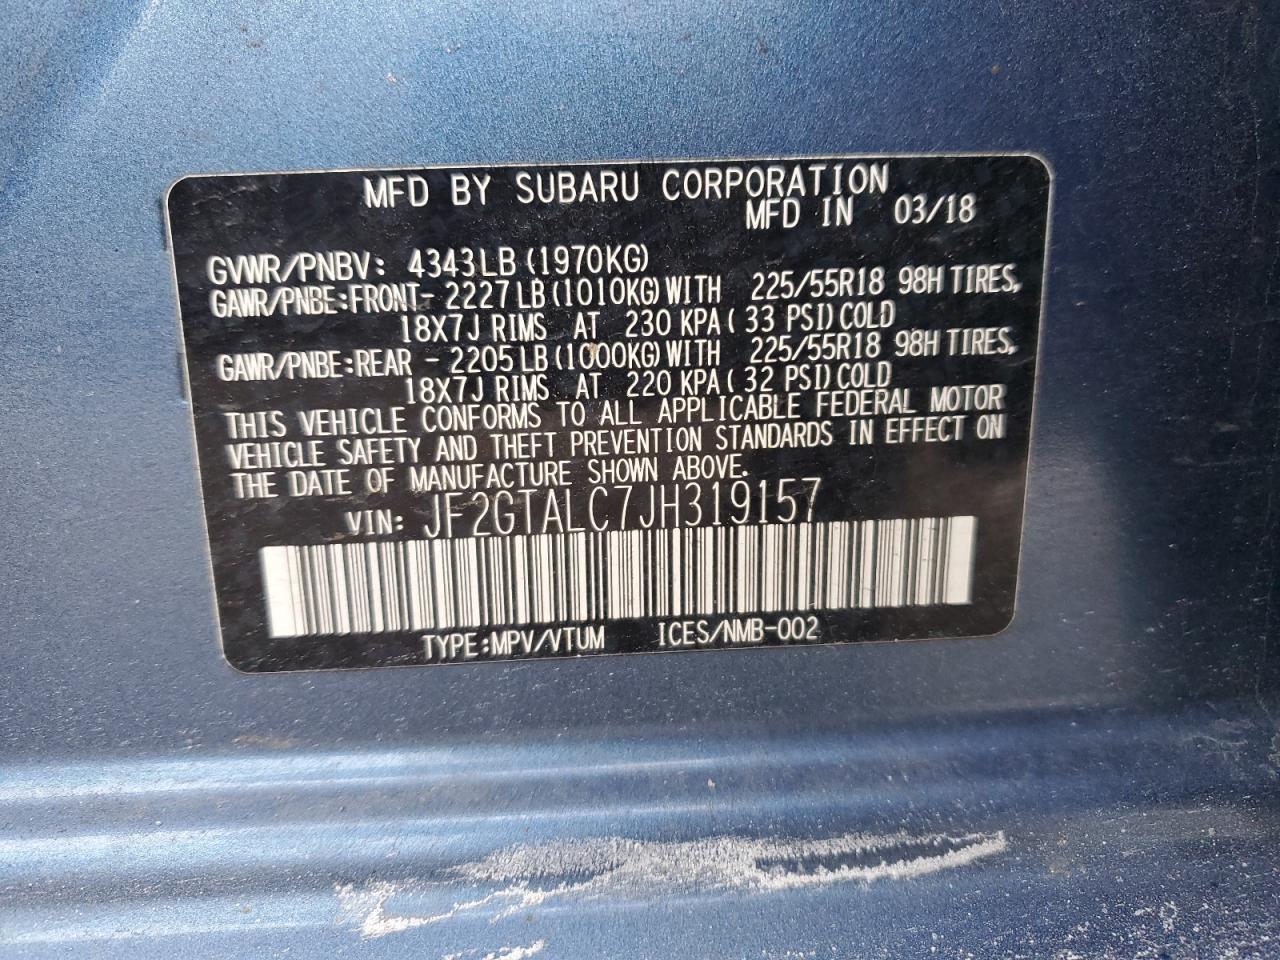 MFD BY SUBARU CORPORATION
MFD IN 03/18
GVWR/PNBV: 4343LB (1970KG)
GAWR/PNBE:FRONT- 2227LB(1010KG)WITH 225/55R18 98H TIRES,
18X7J RIMS AT 230 KPA( 33 PSI)COLD
GAWR/PNBE:REAR - 2205LB(1000KG)WITH 225/55R18 98H TIRES,
18X7J RIMS AT 220 KPA( 32 PSI)COLD
THIS VEHICLE CONFORMS TO ALL APPLICABLE FEDERAL MOTOR
VEHICLE SAFETY AND THEFT PREVENTION STANDARDS IN EFFECT ON
THE DATE OF MANUFACTURE SHOWN ABOVE.
VIN: JF2GTALC7JH319157
TYPE:MPV/VTUM ICES/NMB-002